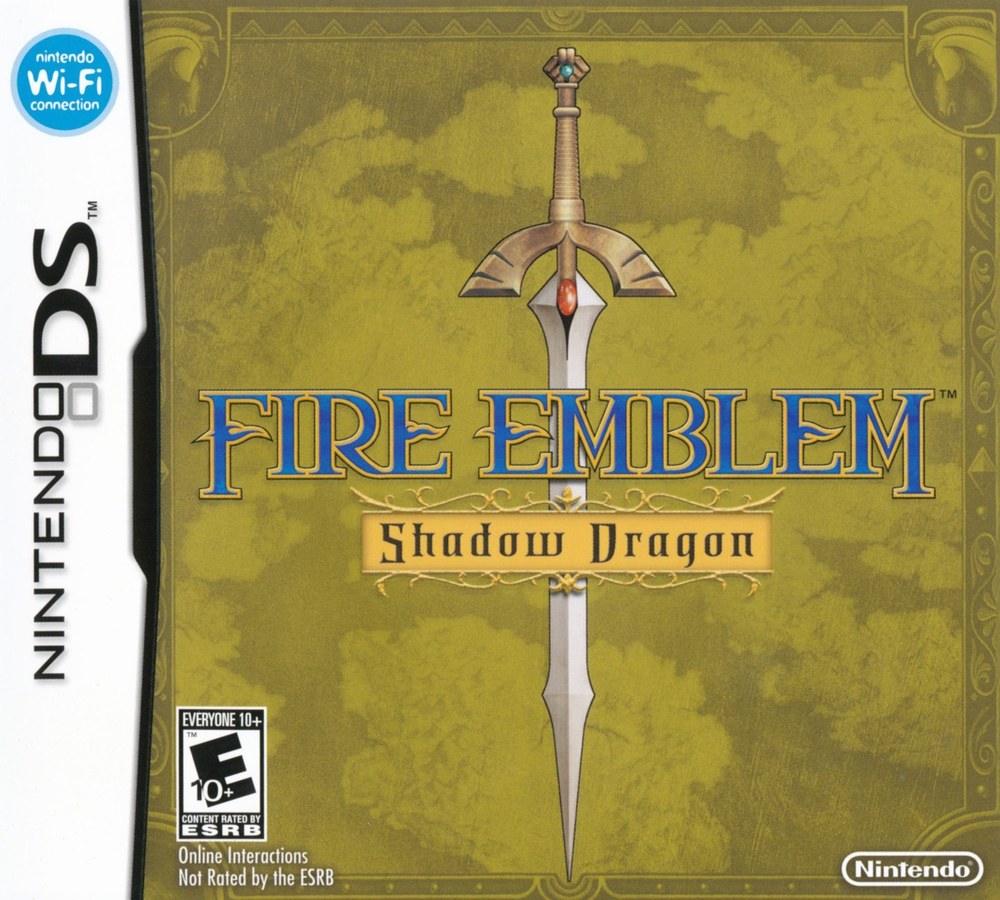 nintendo
Wi-Fi
connection
NINTENDO DS™
FIRE EMBLEM™
Shadow Dragon
EVERYONE 10+
™
E
10+
CONTENT RATED BY
ESRB
Online Interactions
Not Rated by the ESRB
Nintendo